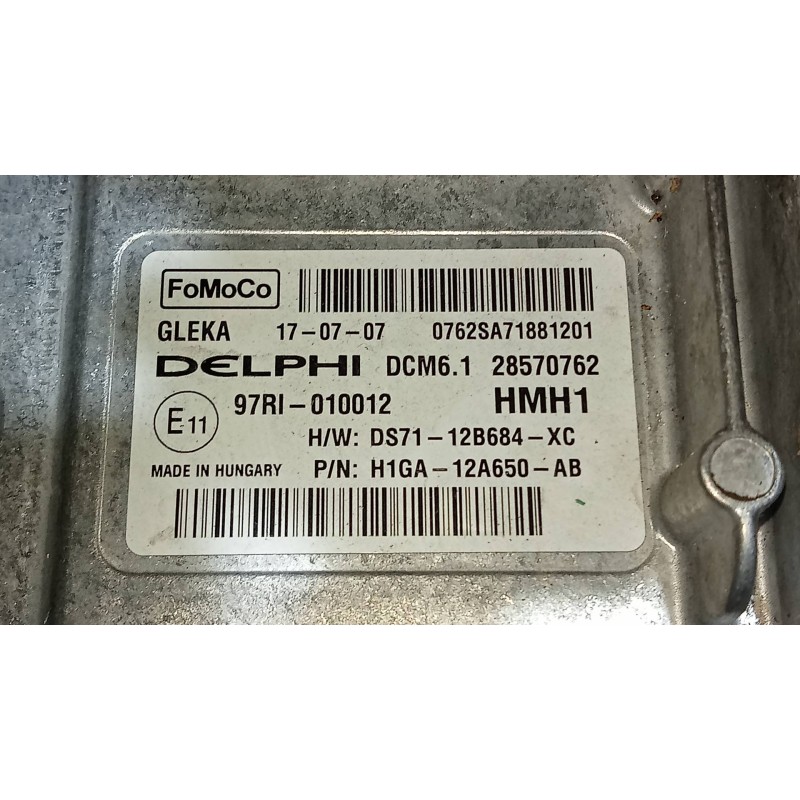 FoMoCo
GLEKA 17-07-07 0762SA71881201
DELPHI DCM6.1 28570762
E11 97RI-010012 HMH1
H/W: DS71-12B684-XC
MADE IN HUNGARY P/N: H1GA-12A650-AB